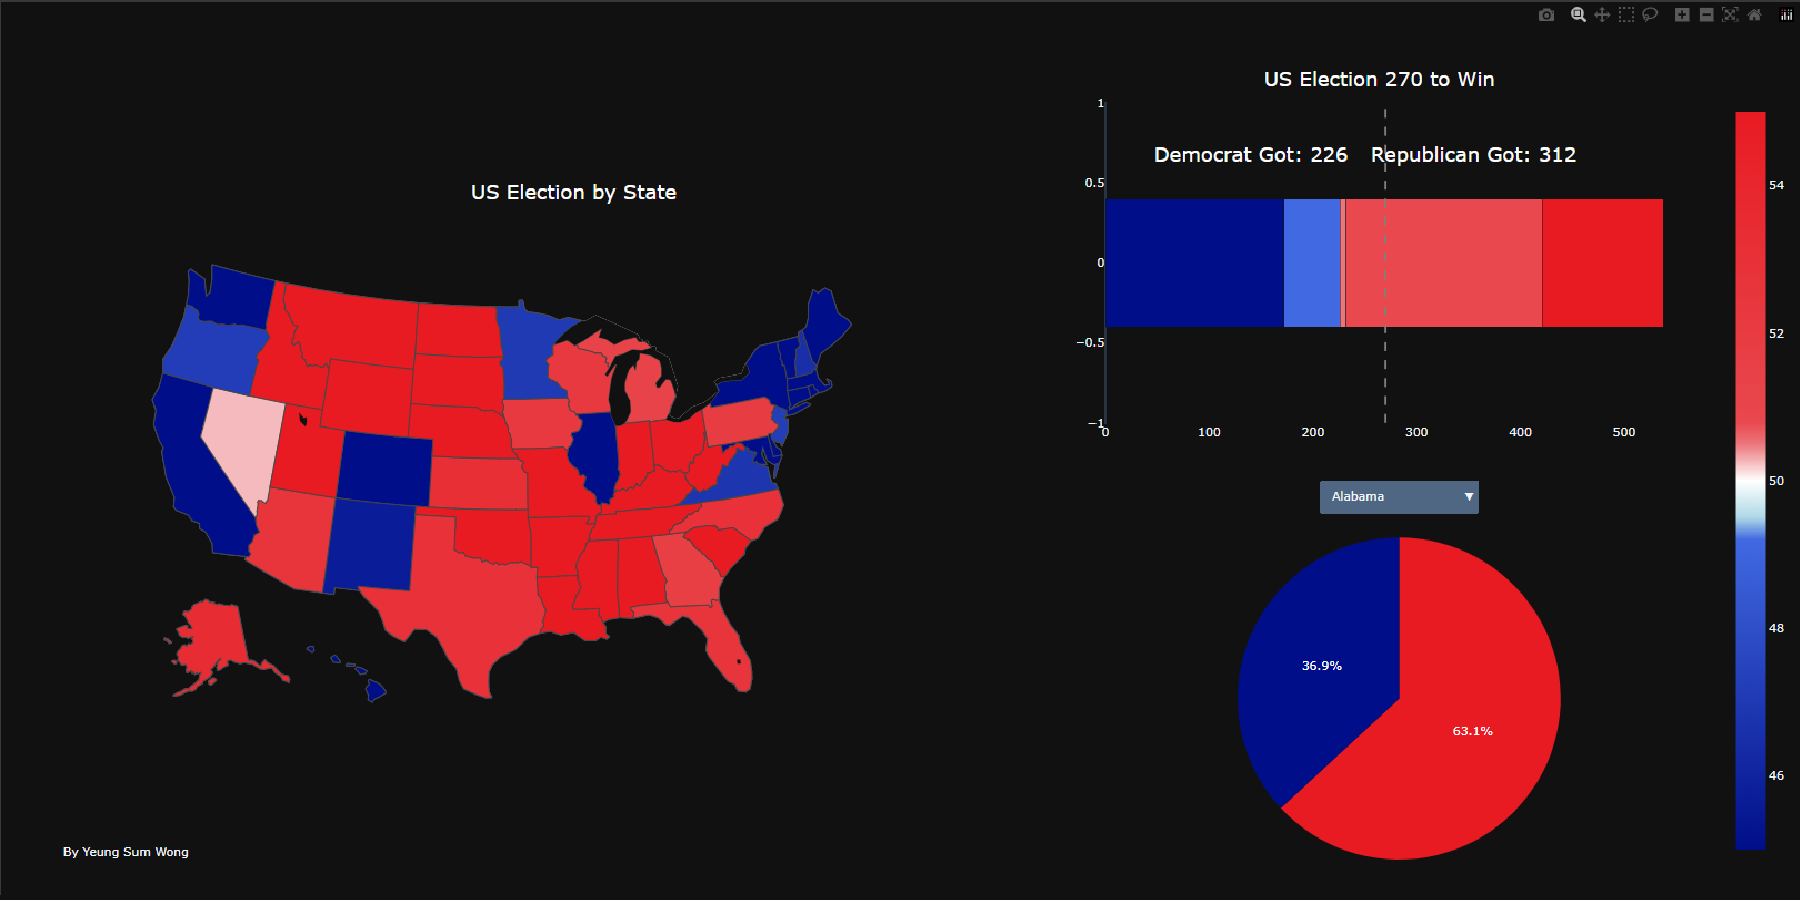 US Election 270 to Win
1
Democrat Got: 226 Republican Got: 312
0.5
0
−0.5
−1
0 100 200 300 400 500
US Election by State
Alabama ▼
36.9%
63.1%
54
52
50
48
46
By Yeung Sum Wong